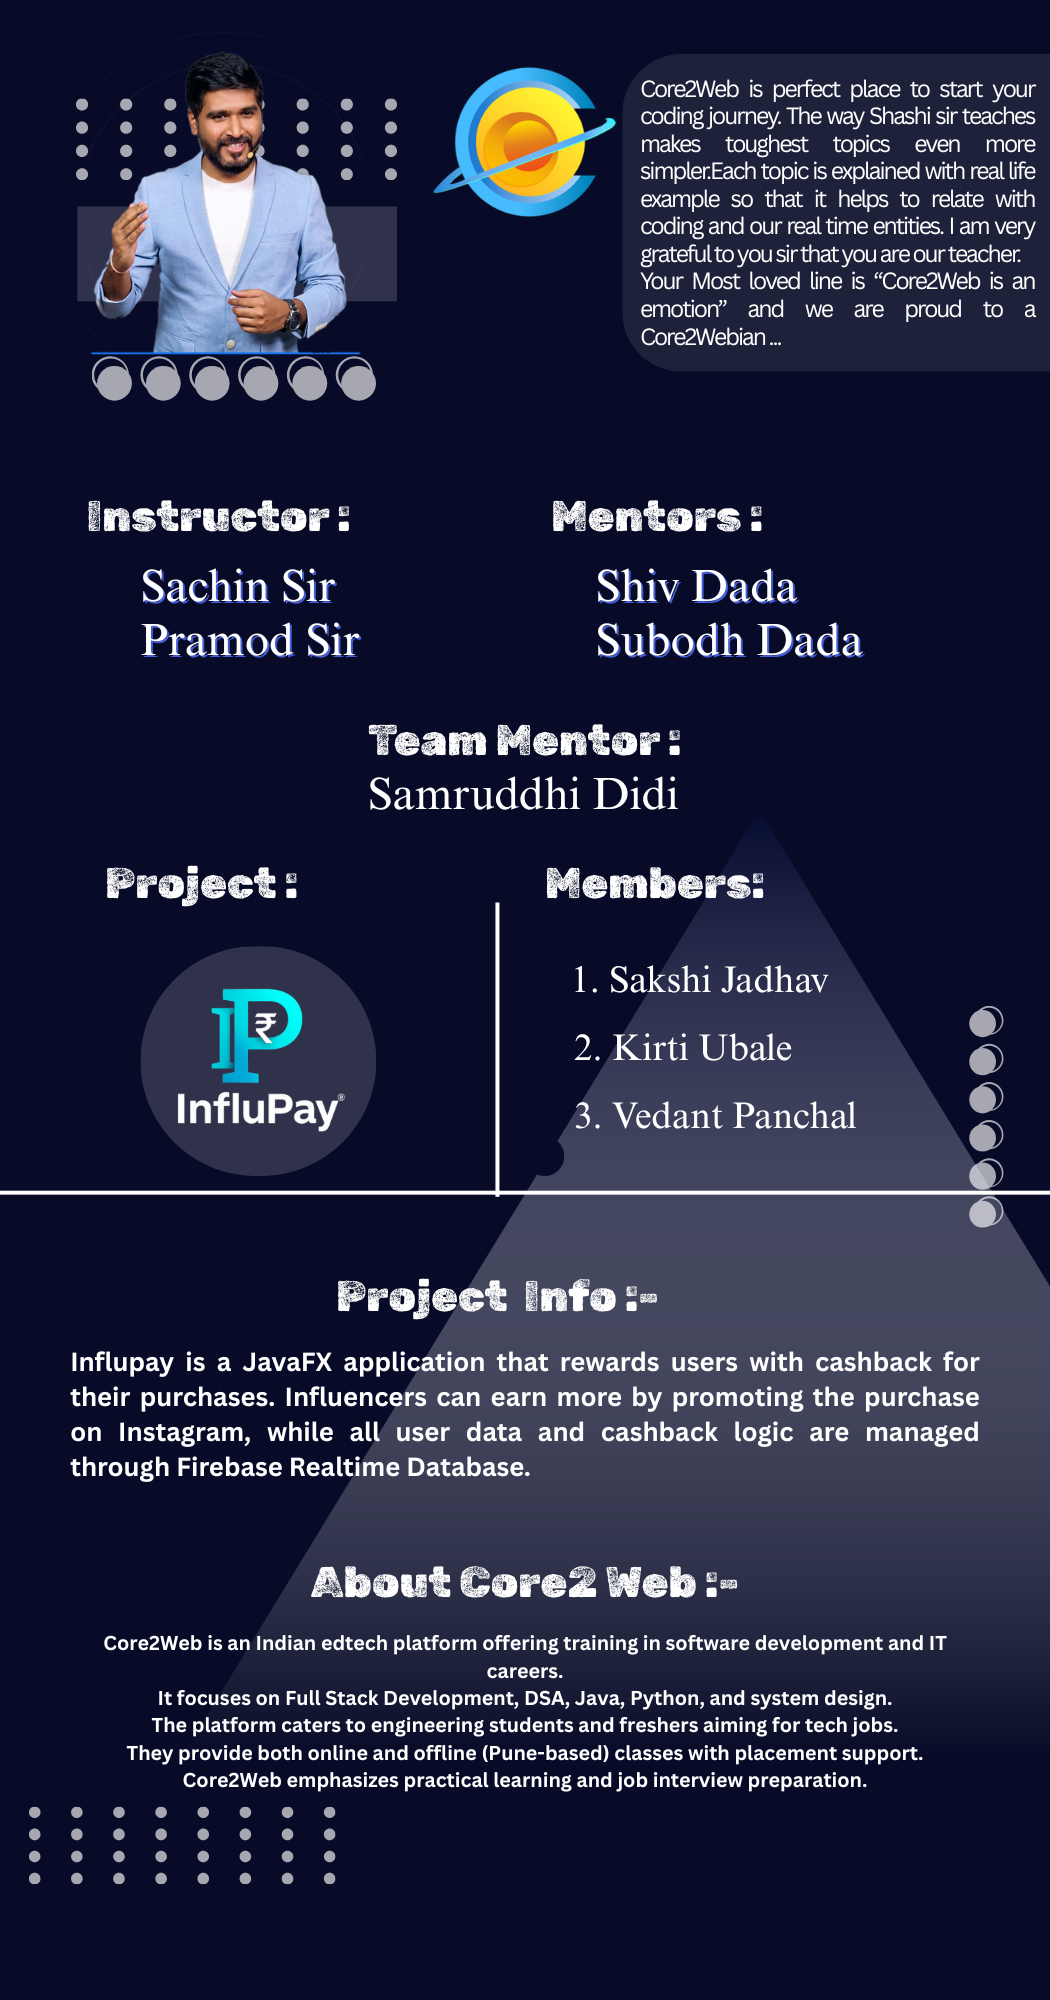 Core2Web is perfect place to start your
coding journey. The way Shashi sir teaches
makes toughest topics even more
simpler.Each topic is explained with real life
example so that it helps to relate with
coding and our real time entities. I am very
grateful to you sir that you are our teacher.
Your Most loved line is “Core2Web is an
emotion” and we are proud to a
Core2Webian ...
Instructor :
Sachin Sir
Pramod Sir
Mentors :
Shiv Dada
Subodh Dada
Team Mentor :
Samruddhi Didi
Project :
IP ₹
InfluPay®
Members:
1. Sakshi Jadhav
2. Kirti Ubale
3. Vedant Panchal
Project Info :-
Influpay is a JavaFX application that rewards users with cashback for
their purchases. Influencers can earn more by promoting the purchase
on Instagram, while all user data and cashback logic are managed
through Firebase Realtime Database.
About Core2 Web :-
Core2Web is an Indian edtech platform offering training in software development and IT
careers.
It focuses on Full Stack Development, DSA, Java, Python, and system design.
The platform caters to engineering students and freshers aiming for tech jobs.
They provide both online and offline (Pune-based) classes with placement support.
Core2Web emphasizes practical learning and job interview preparation.